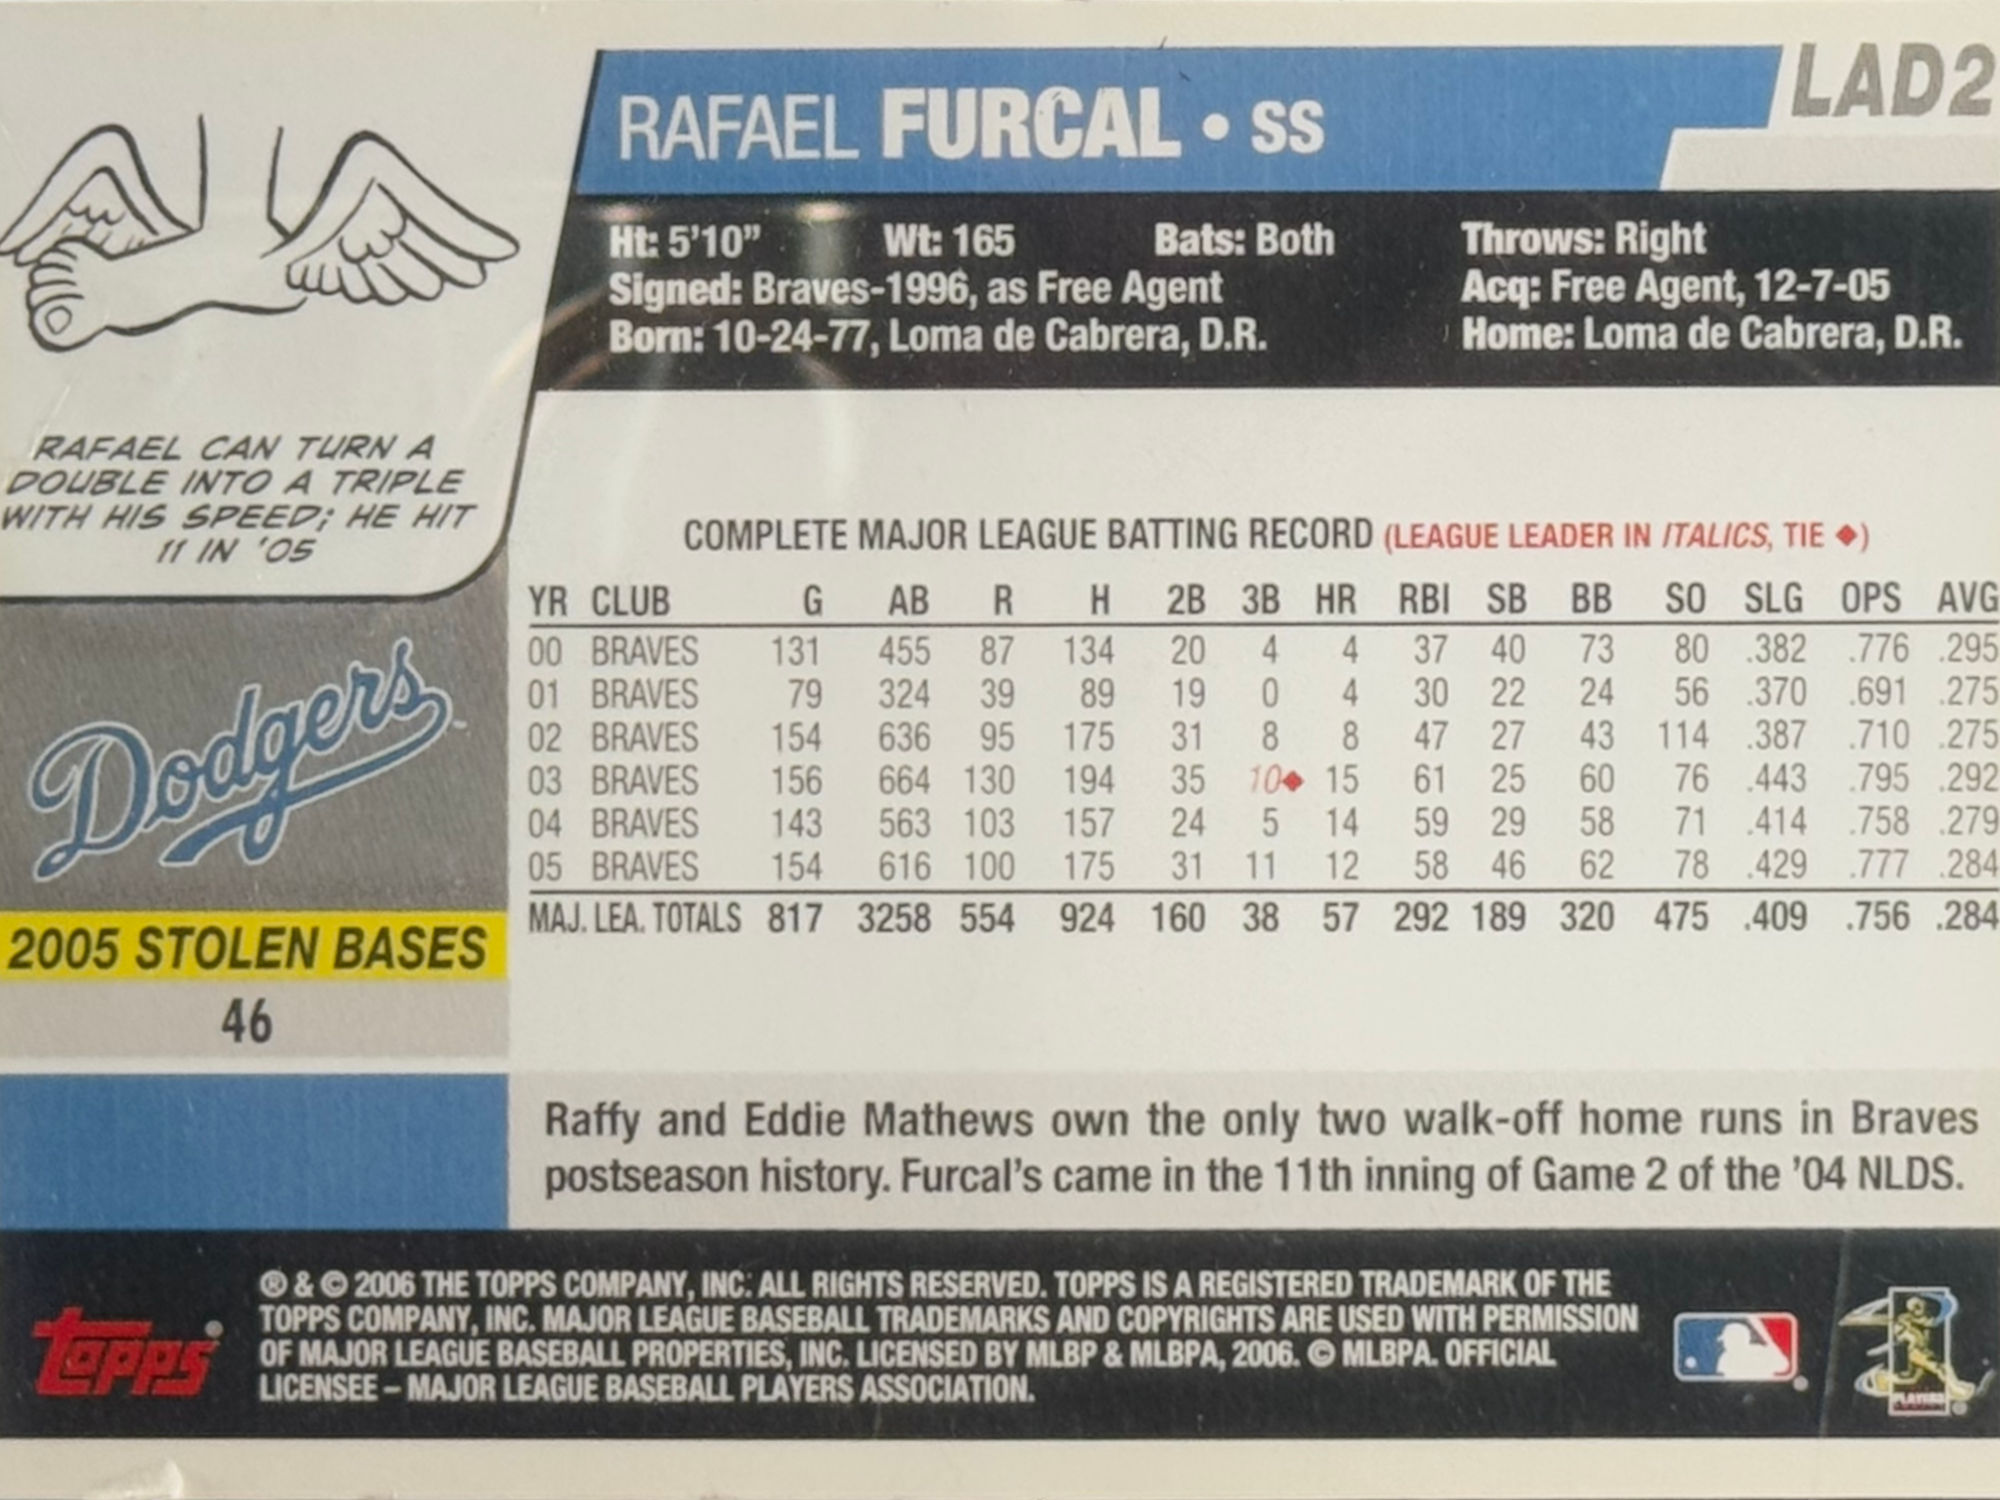 LAD2
RAFAEL FURCAL • SS
Ht: 5'10" Wt: 165 Bats: Both Throws: Right
Signed: Braves-1996, as Free Agent Acq: Free Agent, 12-7-05
Born: 10-24-77, Loma de Cabrera, D.R. Home: Loma de Cabrera, D.R.
RAFAEL CAN TURN A
DOUBLE INTO A TRIPLE
WITH HIS SPEED; HE HIT
11 IN '05
Dodgers
2005 STOLEN BASES
46
COMPLETE MAJOR LEAGUE BATTING RECORD (LEAGUE LEADER IN ITALICS, TIE ◆)
YR CLUB G AB R H 2B 3B HR RBI SB BB SO SLG OPS AVG
00 BRAVES 131 455 87 134 20 4 4 37 40 73 80 .382 .776 .295
01 BRAVES 79 324 39 89 19 0 4 30 22 24 56 .370 .691 .275
02 BRAVES 154 636 95 175 31 8 8 47 27 43 114 .387 .710 .275
03 BRAVES 156 664 130 194 35 10◆ 15 61 25 60 76 .443 .795 .292
04 BRAVES 143 563 103 157 24 5 14 59 29 58 71 .414 .758 .279
05 BRAVES 154 616 100 175 31 11 12 58 46 62 78 .429 .777 .284
MAJ. LEA. TOTALS 817 3258 554 924 160 38 57 292 189 320 475 .409 .756 .284
Raffy and Eddie Mathews own the only two walk-off home runs in Braves
postseason history. Furcal's came in the 11th inning of Game 2 of the '04 NLDS.
topps
® & © 2006 THE TOPPS COMPANY, INC. ALL RIGHTS RESERVED. TOPPS IS A REGISTERED TRADEMARK OF THE
TOPPS COMPANY, INC. MAJOR LEAGUE BASEBALL TRADEMARKS AND COPYRIGHTS ARE USED WITH PERMISSION
OF MAJOR LEAGUE BASEBALL PROPERTIES, INC. LICENSED BY MLBP & MLBPA, 2006. © MLBPA. OFFICIAL
LICENSEE – MAJOR LEAGUE BASEBALL PLAYERS ASSOCIATION.
PLAYERS